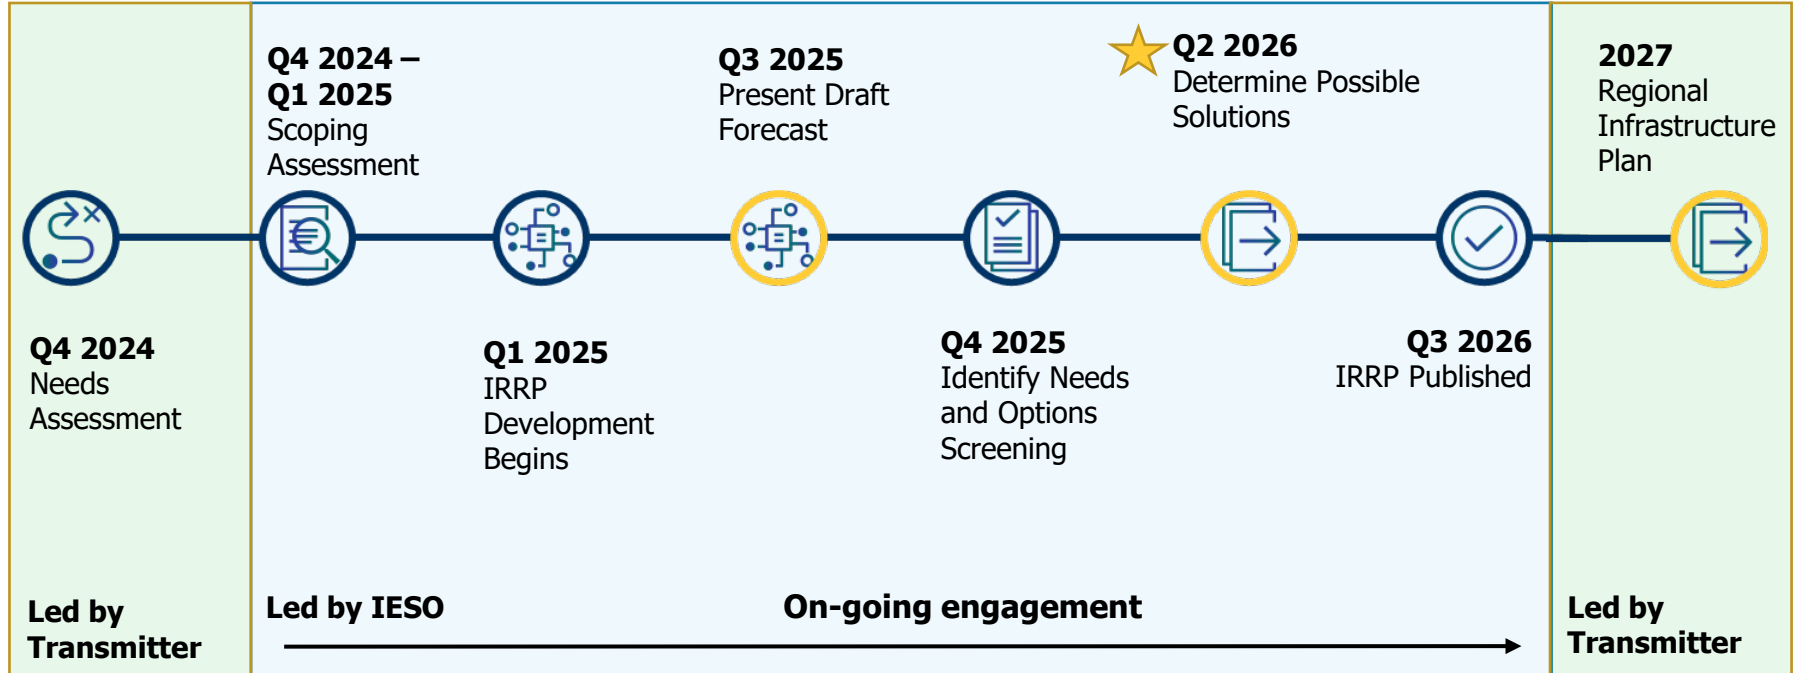 Q4 2024
Needs
Assessment
Q4 2024 –
Q1 2025
Scoping
Assessment
Q1 2025
IRRP
Development
Begins
Q3 2025
Present Draft
Forecast
Q4 2025
Identify Needs
and Options
Screening
Q2 2026
Determine Possible
Solutions
Q3 2026
IRRP Published
2027
Regional
Infrastructure
Plan
Led by
Transmitter
Led by IESO
On-going engagement
Led by
Transmitter